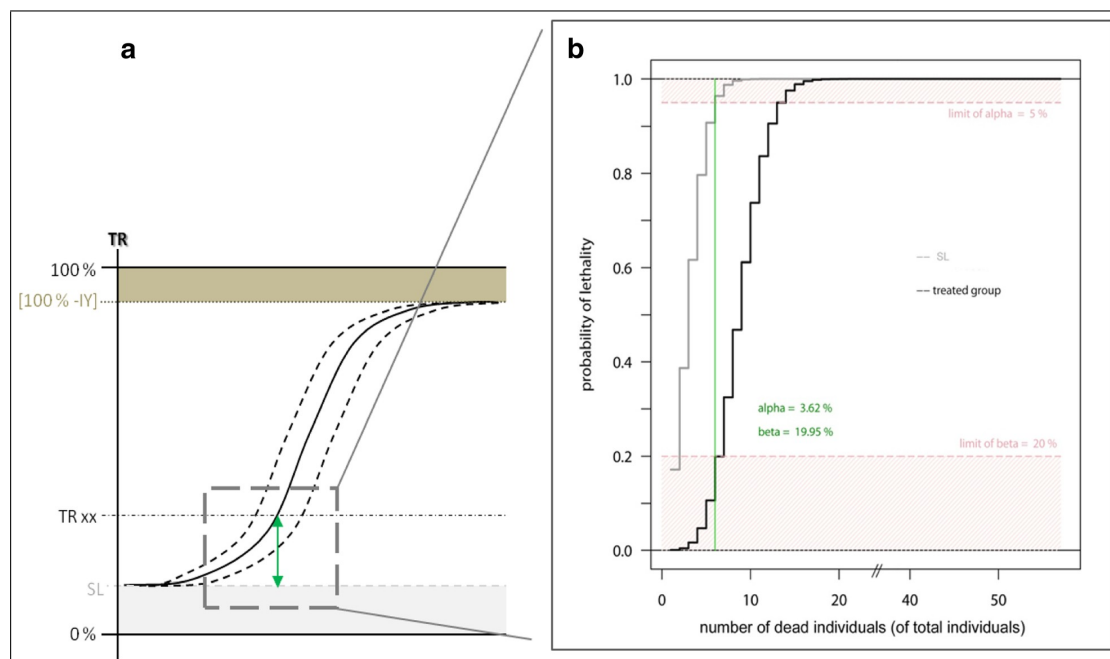 a
TR
100 %
[100 % -IY]
TR xx
SL
0 %
b
probability of lethality
1.0
0.8
0.6
0.4
0.2
0.0
limit of alpha = 5 %
SL
treated group
alpha = 3.62 %
beta = 19.95 %
limit of beta = 20 %
0
10
20
40
50
number of dead individuals (of total individuals)